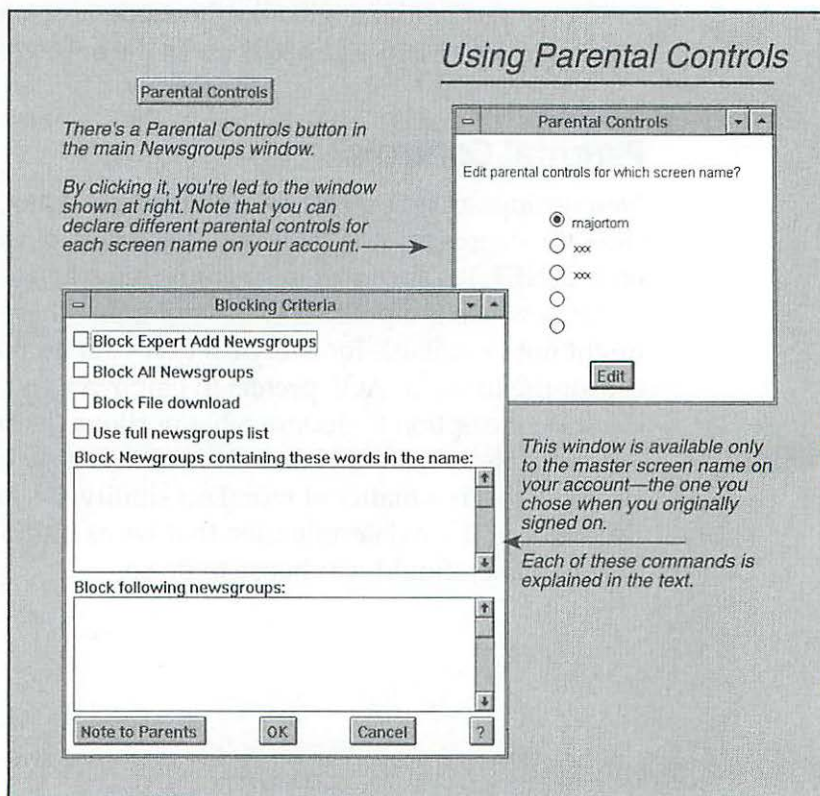 Using Parental Controls
Parental Controls
There's a Parental Controls button in
the main Newsgroups window.
By clicking it, you're led to the window
shown at right. Note that you can
declare different parental controls for
each screen name on your account.
Parental Controls
Edit parental controls for which screen name?
majortom
xxx
xxx
Edit
Blocking Criteria
Block Expert Add Newsgroups
Block All Newsgroups
Block File download
Use full newsgroups list
Block Newgroups containing these words in the name:
Block following newsgroups:
Note to Parents
OK
Cancel
?
This window is available only
to the master screen name on
your account—the one you
chose when you originally
signed on.
Each of these commands is
explained in the text.